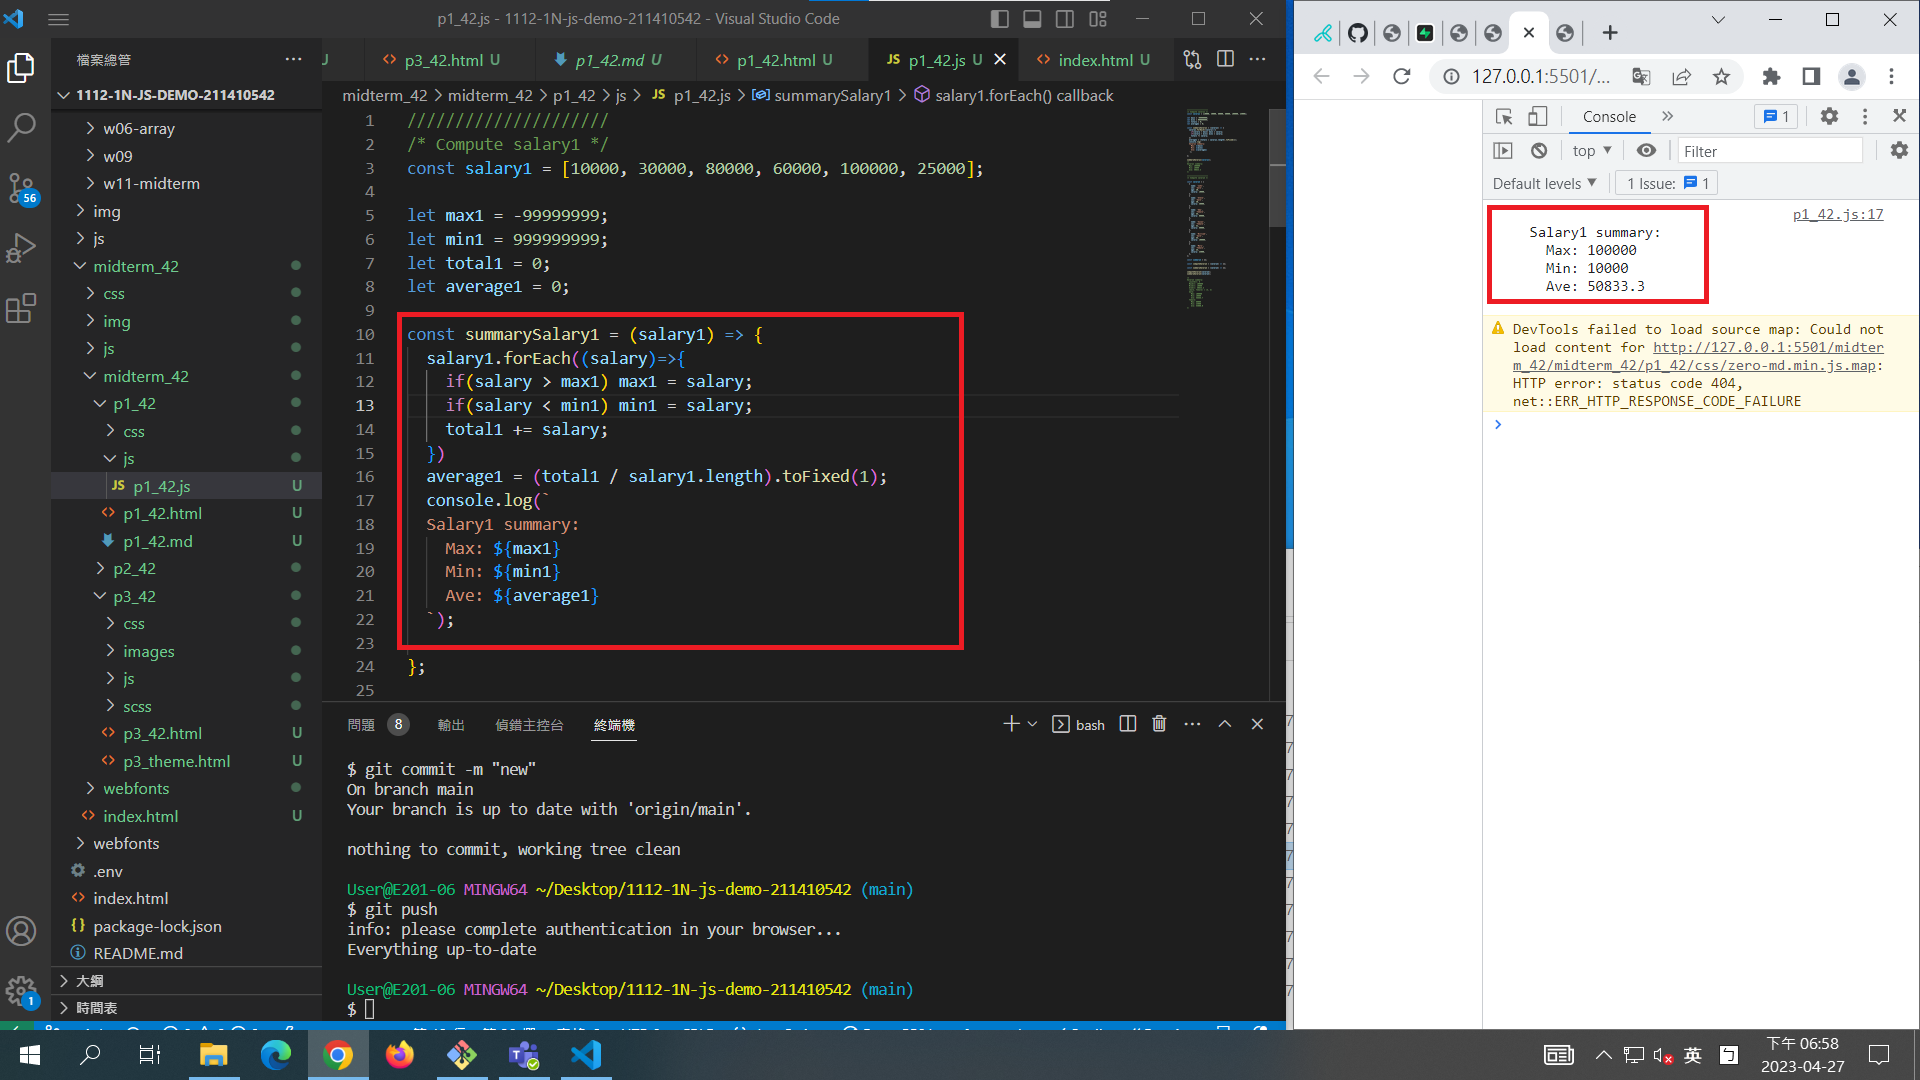 p1_42.js - 1112-1N-js-demo-211410542 - Visual Studio Code
檔案總管
1112-1N-JS-DEMO-211410542
w06-array
w09
w11-midterm
img
js
midterm_42
css
img
js
midterm_42
p1_42
css
js
JS p1_42.js U
p1_42.html U
p1_42.md U
p2_42
p3_42
css
images
js
scss
p3_42.html U
p3_theme.html U
webfonts
index.html U
webfonts
.env
index.html
{} package-lock.json
README.md
大綱
時間表
56
1
U
p3_42.html U
p1_42.md U
p1_42.html U
JS p1_42.js U
index.html U
midterm_42 > midterm_42 > p1_42 > js > JS p1_42.js > summarySalary1 > salary1.forEach() callback
1 /////////////////////
2 /* Compute salary1 */
3 const salary1 = [10000, 30000, 80000, 60000, 100000, 25000];
4
5 let max1 = -99999999;
6 let min1 = 999999999;
7 let total1 = 0;
8 let average1 = 0;
9
10 const summarySalary1 = (salary1) => {
11 salary1.forEach((salary)=>{
12 if(salary > max1) max1 = salary;
13 if(salary < min1) min1 = salary;
14 total1 += salary;
15 })
16 average1 = (total1 / salary1.length).toFixed(1);
17 console.log(`
18 Salary1 summary:
19 Max: ${max1}
20 Min: ${min1}
21 Ave: ${average1}
22 `);
23
24 };
25
問題 8 輸出 偵錯主控台 終端機
bash
$ git commit -m "new"
On branch main
Your branch is up to date with 'origin/main'.
nothing to commit, working tree clean
User@E201-06 MINGW64 ~/Desktop/1112-1N-js-demo-211410542 (main)
$ git push
info: please complete authentication in your browser...
Everything up-to-date
User@E201-06 MINGW64 ~/Desktop/1112-1N-js-demo-211410542 (main)
$
127.0.0.1:5501/...
Console
1
top
Filter
Default levels
1 Issue: 1
p1_42.js:17
Salary1 summary:
Max: 100000
Min: 10000
Ave: 50833.3
DevTools failed to load source map: Could not
load content for http://127.0.0.1:5501/midter
m_42/midterm_42/p1_42/css/zero-md.min.js.map:
HTTP error: status code 404,
net::ERR_HTTP_RESPONSE_CODE_FAILURE
英
下午 06:58
2023-04-27